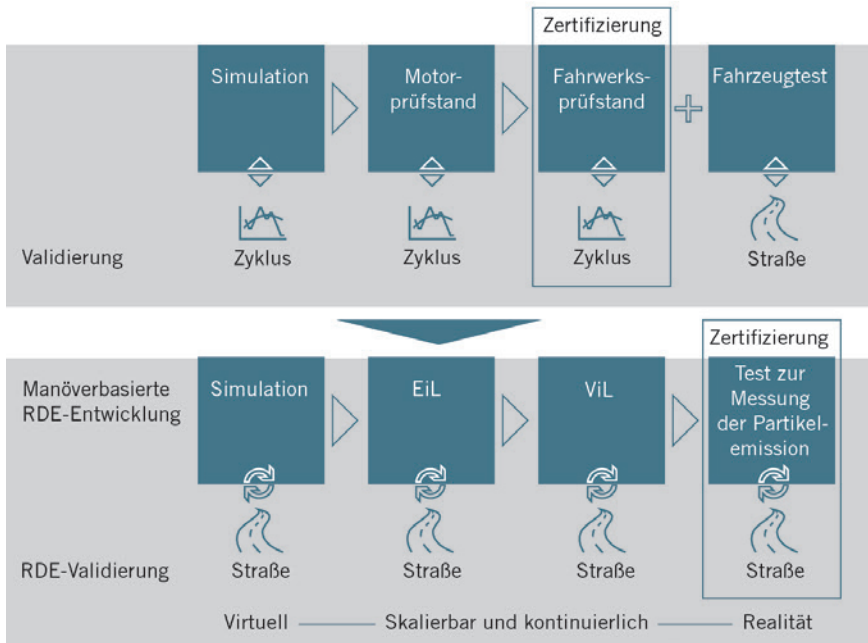 Zertifizierung
Simulation
Motor-
prüfstand
Fahrwerks-
prüfstand
Fahrzeugtest
Validierung
Zyklus
Zyklus
Zyklus
Straße
Zertifizierung
Manöverbasierte
RDE-Entwicklung
Simulation
EiL
ViL
Test zur
Messung
der Partikel-
emission
RDE-Validierung
Straße
Straße
Straße
Straße
Virtuell
Skalierbar und kontinuierlich
Realität